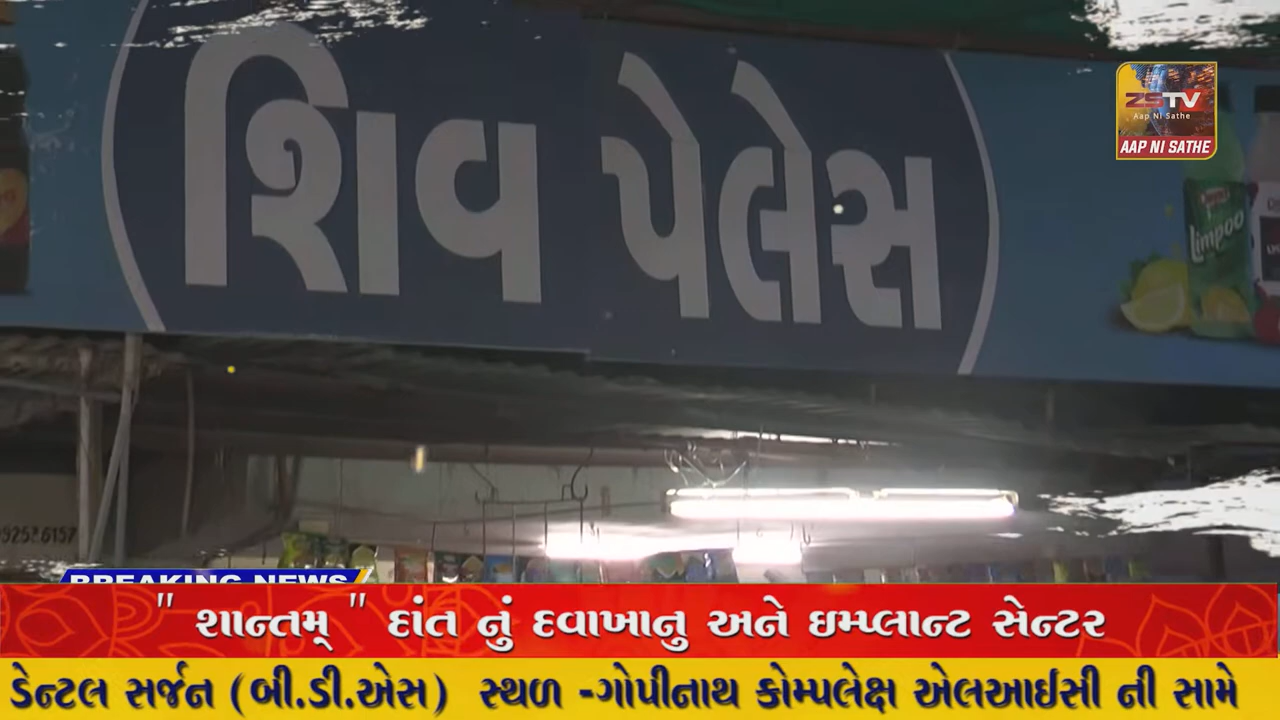 શિવ પેલેસ
ZSTV
Aap Ni Sathe
AAP NI SATHE
limpoo
BREAKING NEWS
" શાન્તમ્ " દાંત નું દવાખાનુ અને ઇમ્પ્લાન્ટ સેન્ટર
ડેન્ટલ સર્જન (બી.ડી.એસ) સ્થળ -ગોપીનાથ કોમ્પલેક્ષ એલઆઈસી ની સામે